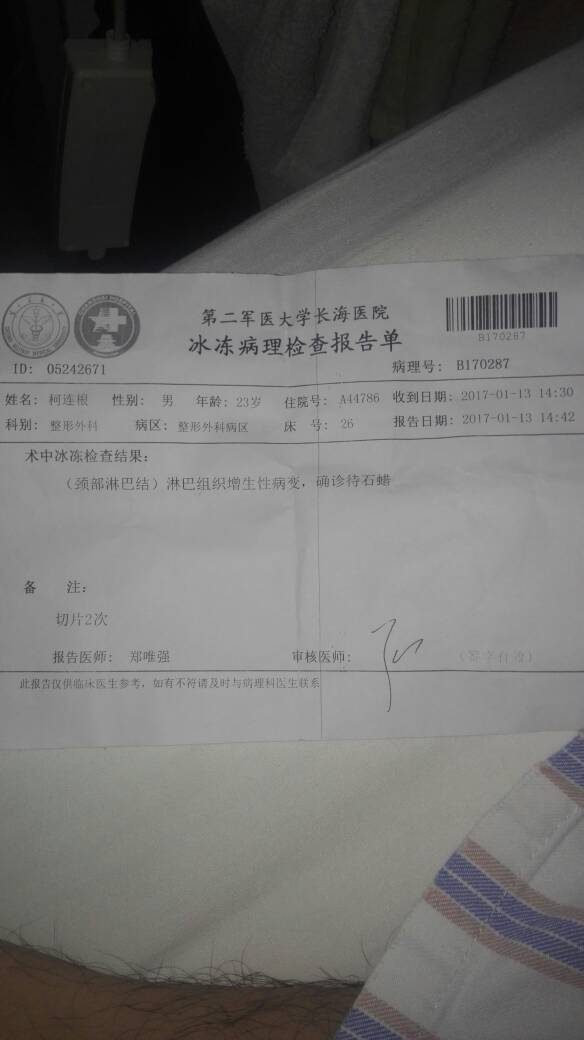 第二军医大学长海医院
冰冻病理检查报告单
B170287
ID: 05242671 病理号: B170287
姓名: 柯连根 性别: 男 年龄: 23岁 住院号: A44786 收到日期: 2017-01-13 14:30
科别: 整形外科 病区: 整形外科病区 床 号: 26 报告日期: 2017-01-13 14:42
术中冰冻检查结果:
（颈部淋巴结）淋巴组织增生性病变，确诊待石蜡
备 注:
切片2次
报告医师: 郑唯强 审核医师: （签字有效）
此报告仅供临床医生参考，如有不符请及时与病理科医生联系